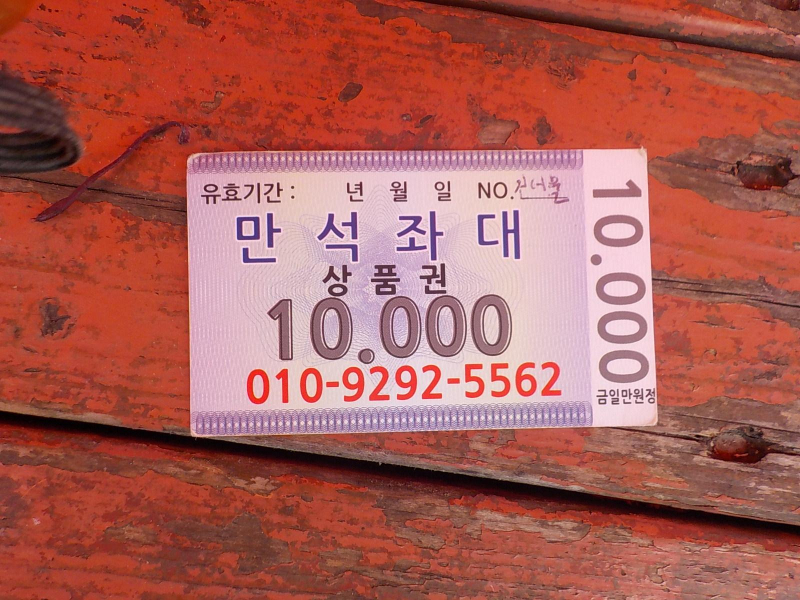 유효기간 : 년 월 일 NO.
만석좌대
상품권
10.000
010-9292-5562
10.000
금일만원정